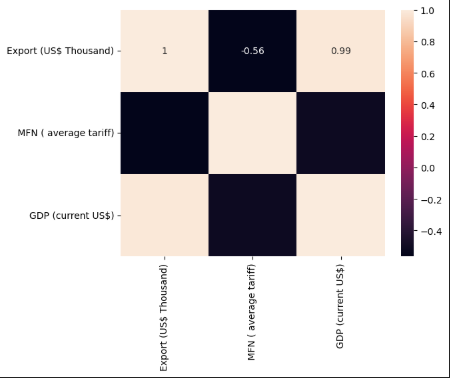 Export (US$ Thousand)
1
-0.56
0.99
MFN ( average tariff)
GDP (current US$)
Export (US$ Thousand)
MFN ( average tariff)
GDP (current US$)
1.0
0.8
0.6
0.4
0.2
0.0
−0.2
−0.4